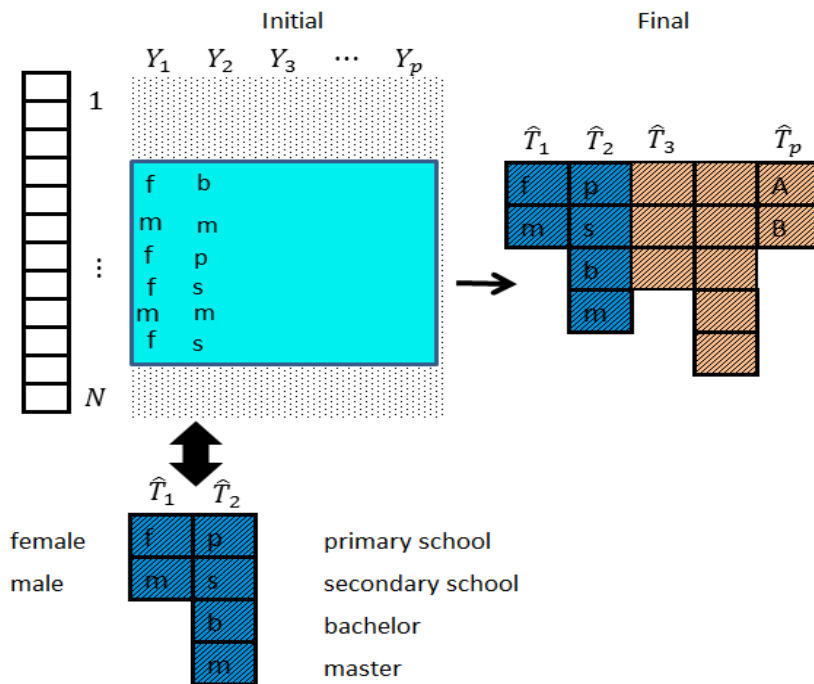 Initial Final
Y₁ Y₂ Y₃ ⋯ Yₚ
1
T̂₁ T̂₂ T̂₃ T̂ₚ
f b f p A
m m m s B
f p b
⋮
f s m
m m
f s
N
T̂₁ T̂₂
female f p primary school
male m s secondary school
b bachelor
m master